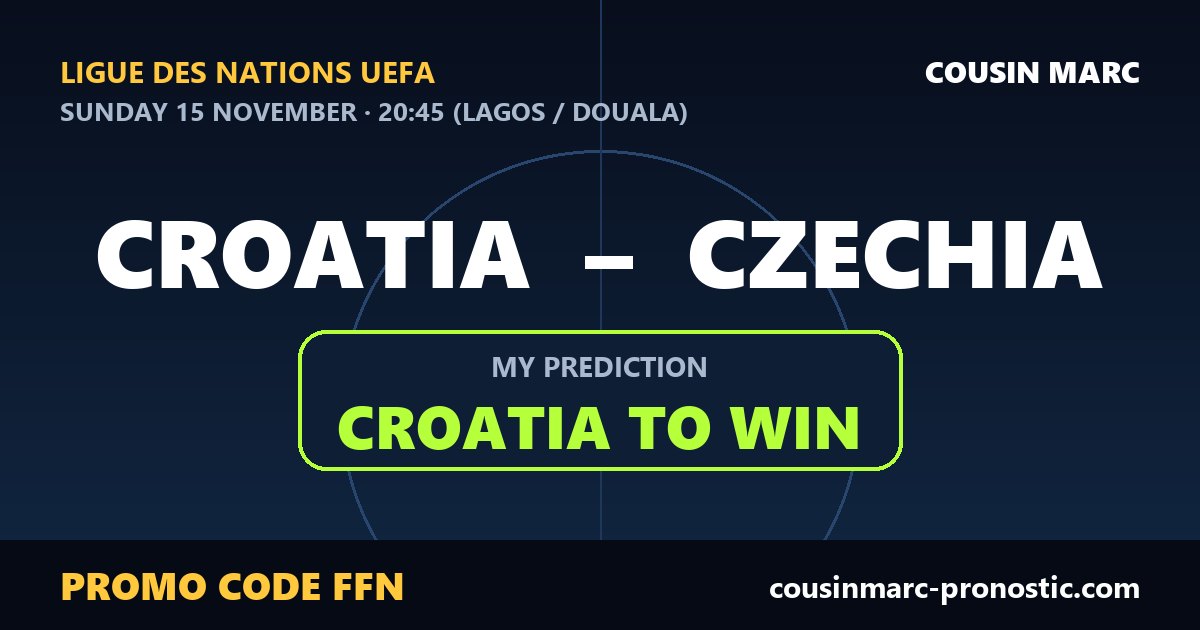 LIGUE DES NATIONS UEFA
COUSIN MARC
SUNDAY 15 NOVEMBER · 20:45 (LAGOS / DOUALA)
CROATIA – CZECHIA
MY PREDICTION
CROATIA TO WIN
PROMO CODE FFN
cousinmarc-pronostic.com